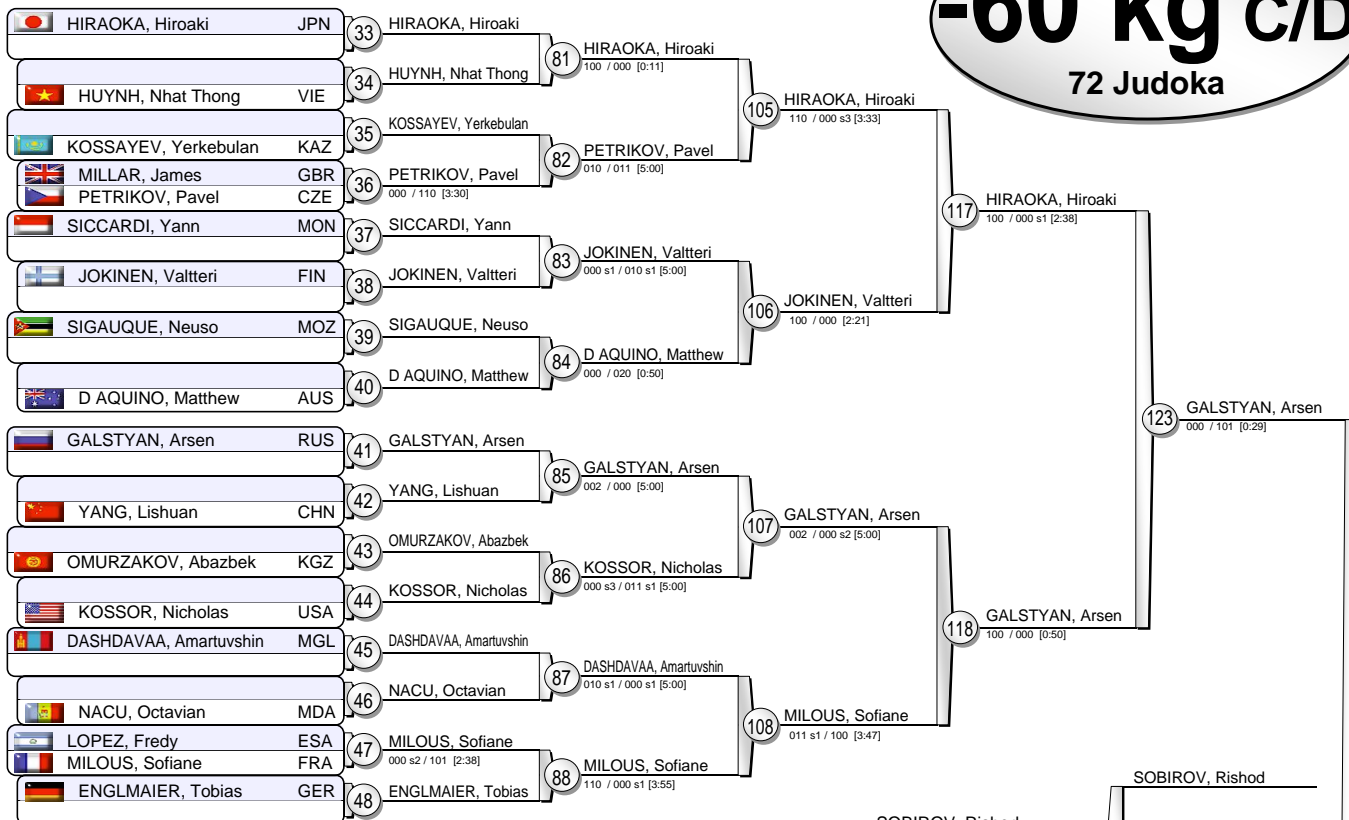 -60 kg C/D
72 Judoka
HIRAOKA, Hiroaki JPN
HUYNH, Nhat Thong VIE
KOSSAYEV, Yerkebulan KAZ
MILLAR, James GBR
PETRIKOV, Pavel CZE
SICCARDI, Yann MON
JOKINEN, Valtteri FIN
SIGAUQUE, Neuso MOZ
D AQUINO, Matthew AUS
GALSTYAN, Arsen RUS
YANG, Lishuan CHN
OMURZAKOV, Abazbek KGZ
KOSSOR, Nicholas USA
DASHDAVAA, Amartuvshin MGL
NACU, Octavian MDA
LOPEZ, Fredy ESA
MILOUS, Sofiane FRA
ENGLMAIER, Tobias GER
33 HIRAOKA, Hiroaki
34 HUYNH, Nhat Thong
35 KOSSAYEV, Yerkebulan
36 PETRIKOV, Pavel
000 / 110 [3:30]
37 SICCARDI, Yann
38 JOKINEN, Valtteri
39 SIGAUQUE, Neuso
40 D AQUINO, Matthew
41 GALSTYAN, Arsen
42 YANG, Lishuan
43 OMURZAKOV, Abazbek
44 KOSSOR, Nicholas
45 DASHDAVAA, Amartuvshin
46 NACU, Octavian
47 MILOUS, Sofiane
000 s2 / 101 [2:38]
48 ENGLMAIER, Tobias
81 HIRAOKA, Hiroaki
100 / 000 [0:11]
82 PETRIKOV, Pavel
010 / 011 [5:00]
83 JOKINEN, Valtteri
000 s1 / 010 s1 [5:00]
84 D AQUINO, Matthew
000 / 020 [0:50]
85 GALSTYAN, Arsen
002 / 000 [5:00]
86 KOSSOR, Nicholas
000 s3 / 011 s1 [5:00]
87 DASHDAVAA, Amartuvshin
010 s1 / 000 s1 [5:00]
88 MILOUS, Sofiane
110 / 000 s1 [3:55]
105 HIRAOKA, Hiroaki
110 / 000 s3 [3:33]
106 JOKINEN, Valtteri
100 / 000 [2:21]
107 GALSTYAN, Arsen
002 / 000 s2 [5:00]
108 MILOUS, Sofiane
011 s1 / 100 [3:47]
117 HIRAOKA, Hiroaki
100 / 000 s1 [2:38]
118 GALSTYAN, Arsen
100 / 000 [0:50]
123 GALSTYAN, Arsen
000 / 101 [0:29]
SOBIROV, Rishod
SOBIROV, Rishod